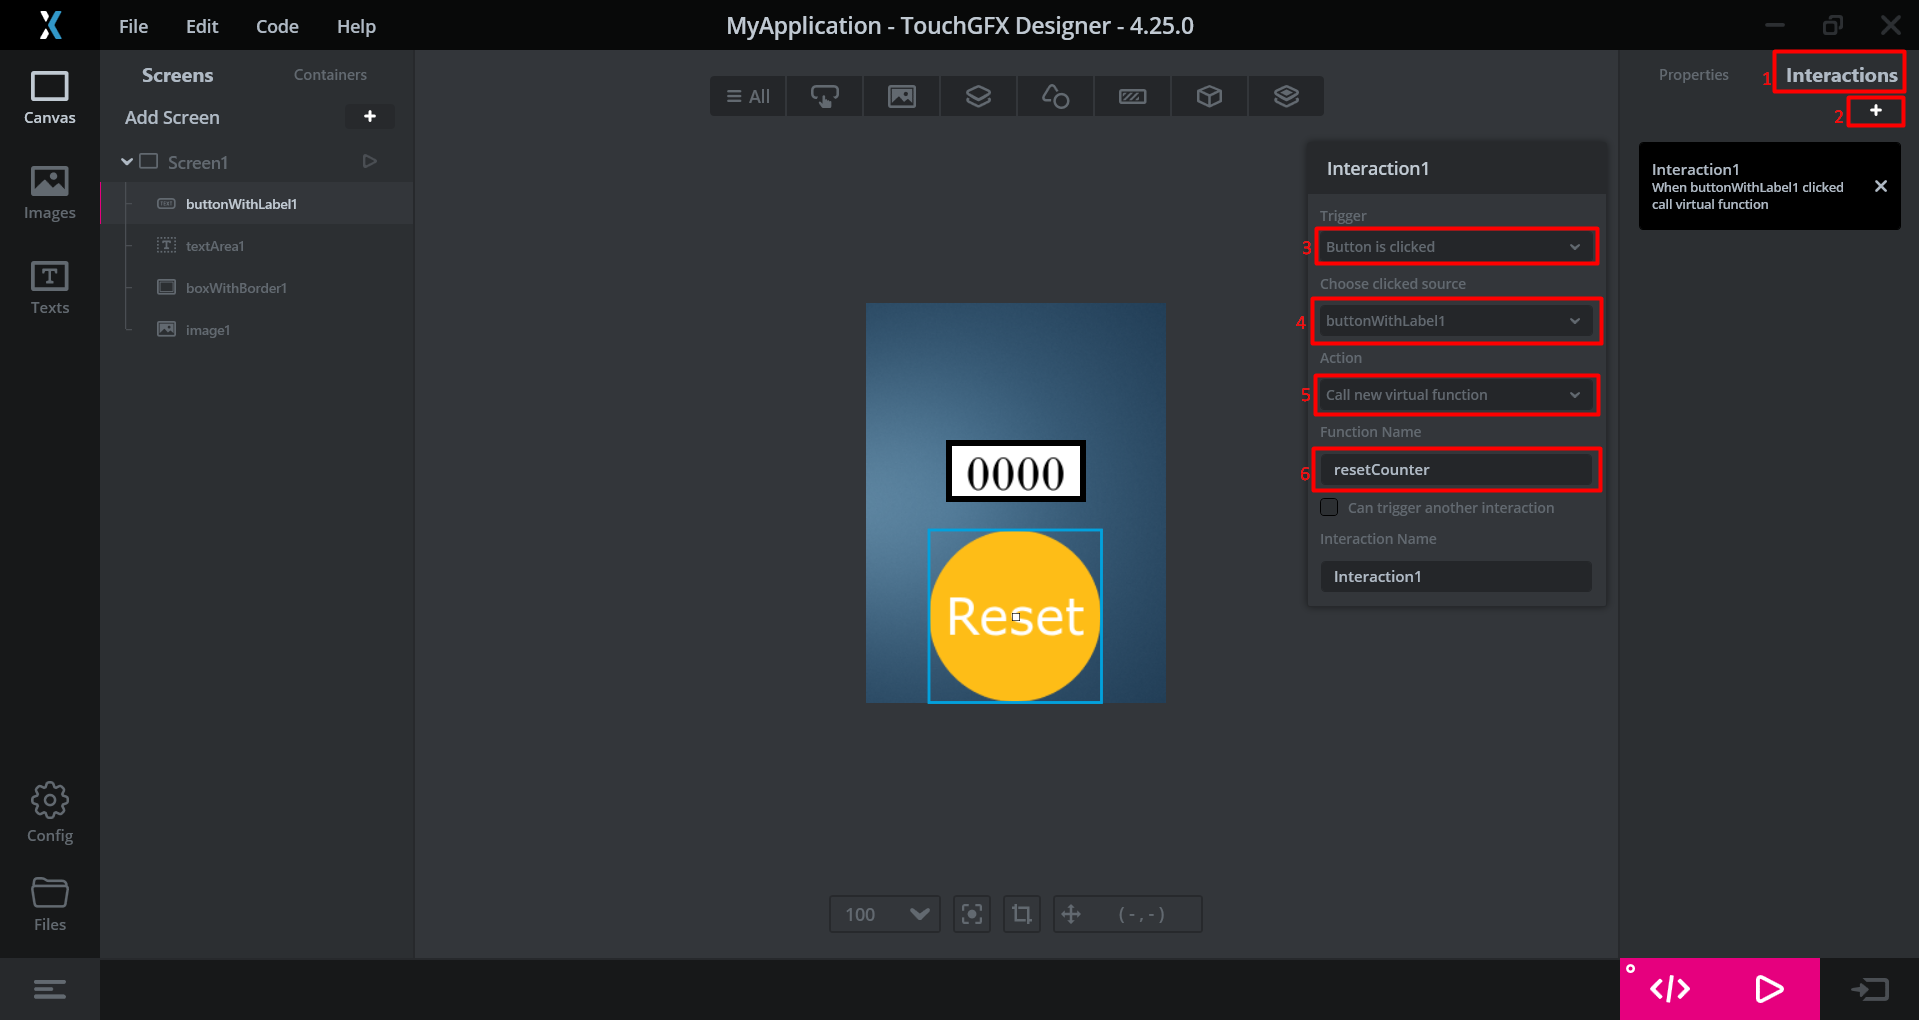 File Edit Code Help
MyApplication - TouchGFX Designer - 4.25.0
Canvas
Images
Texts
Config
Files
Screens Containers
Add Screen +
Screen1
buttonWithLabel1
textArea1
boxWithBorder1
image1
All
0000
Reset
100
(-,-)
Interaction1
Trigger
3 Button is clicked
Choose clicked source
4 buttonWithLabel1
Action
5 Call new virtual function
Function Name
6 resetCounter
Can trigger another interaction
Interaction Name
Interaction1
Properties 1 Interactions
2 +
Interaction1
When buttonWithLabel1 clicked
call virtual function